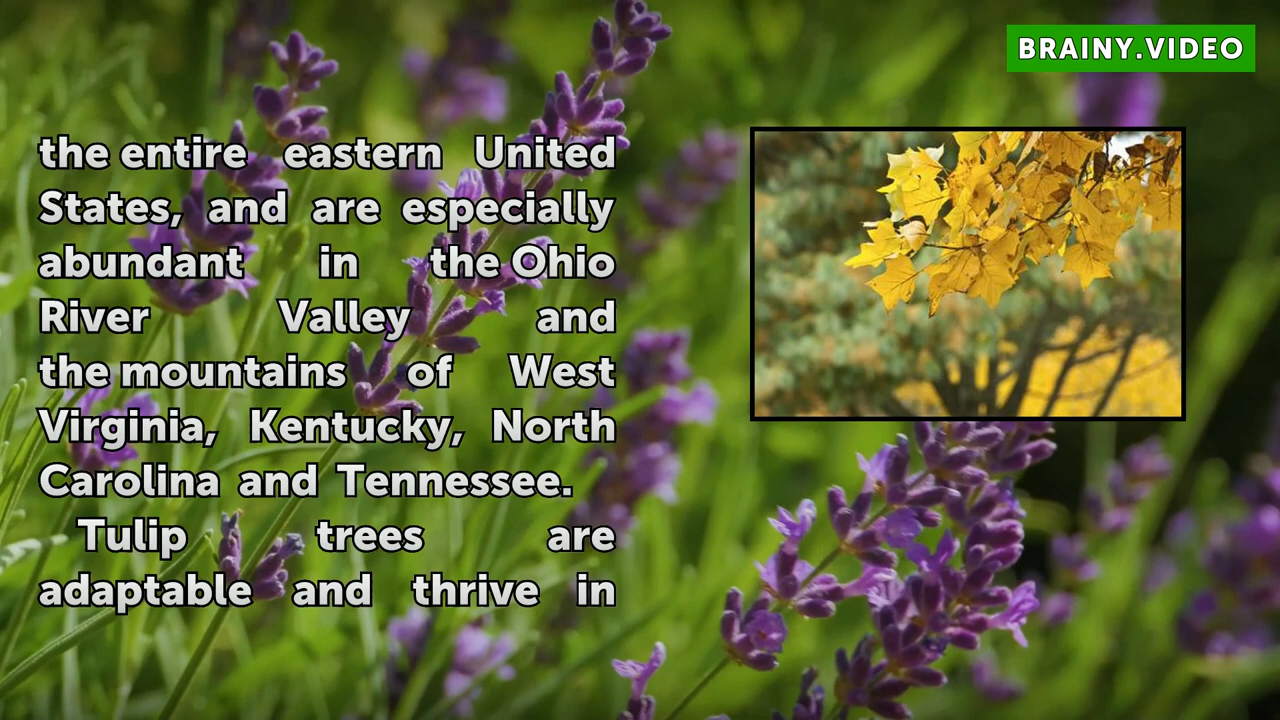 BRAINY.VIDEO
the entire eastern United
States, and are especially
abundant in the Ohio
River Valley and
the mountains of West
Virginia, Kentucky, North
Carolina and Tennessee.
Tulip trees are
adaptable and thrive in